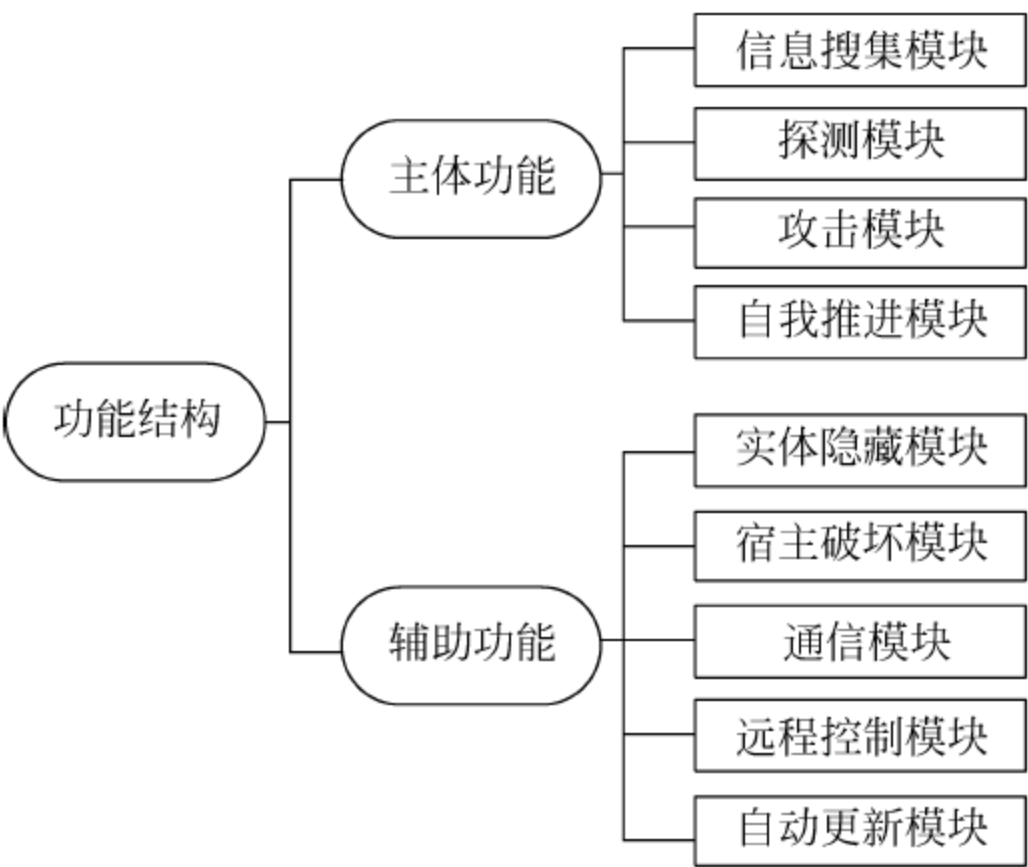 功能结构
主体功能
信息搜集模块
探测模块
攻击模块
自我推进模块
辅助功能
实体隐藏模块
宿主破坏模块
通信模块
远程控制模块
自动更新模块